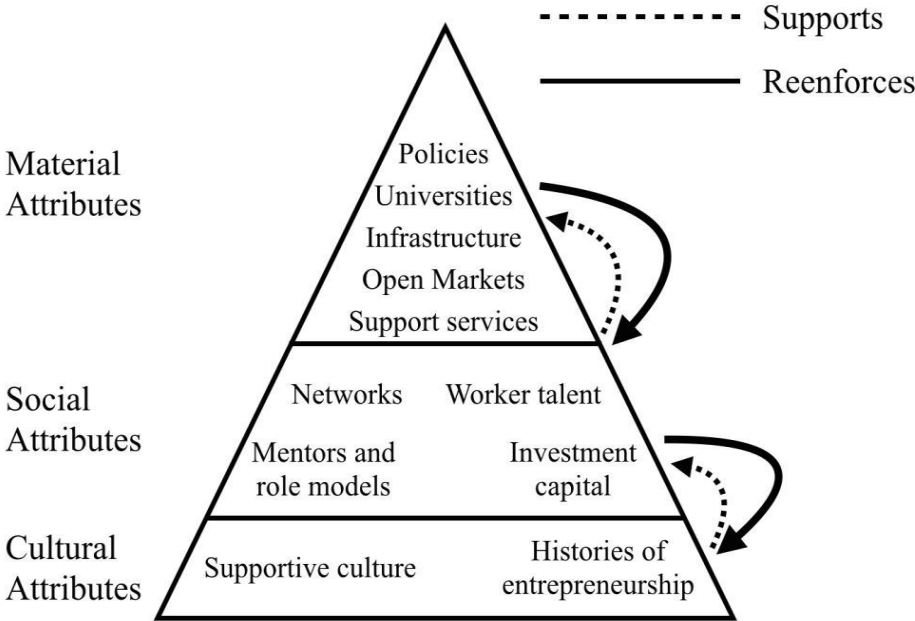 Supports
Reenforces
Material
Attributes
Policies
Universities
Infrastructure
Open Markets
Support services
Social
Attributes
Networks
Worker talent
Mentors and
role models
Investment
capital
Cultural
Attributes
Supportive culture
Histories of
entrepreneurship